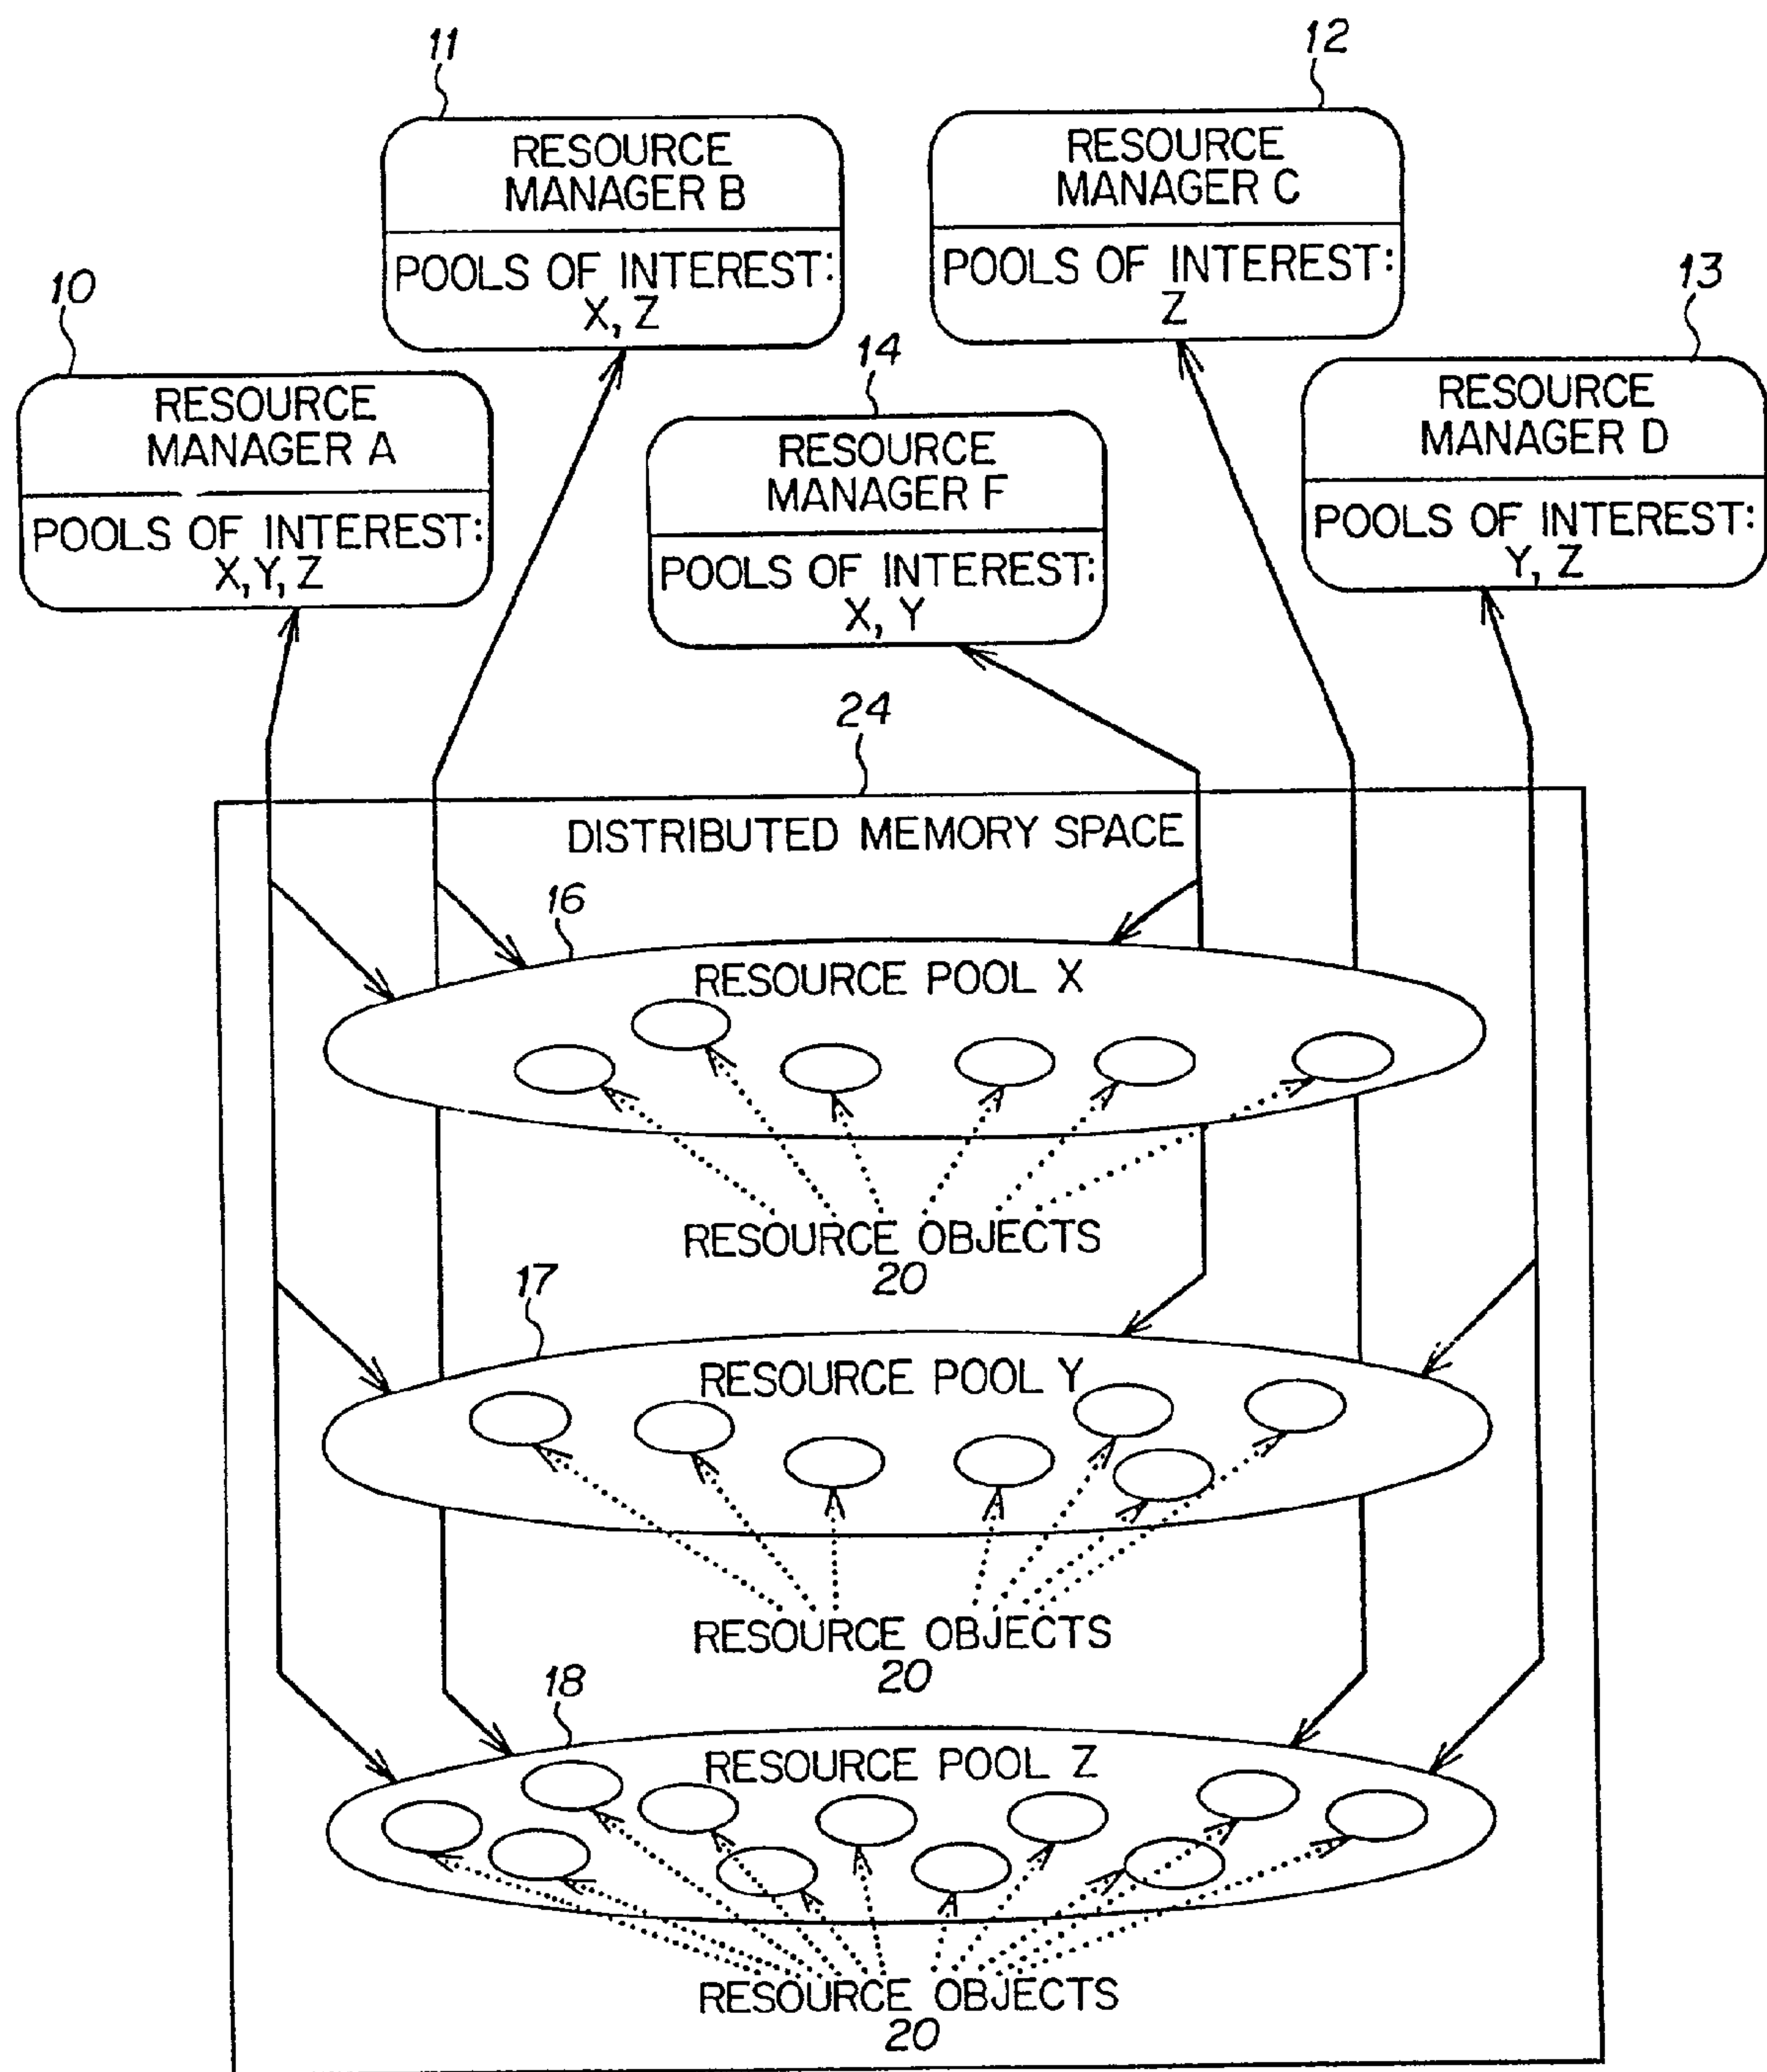 11
12
RESOURCE
MANAGER B
POOLS OF INTEREST:
X, Z
RESOURCE
MANAGER C
POOLS OF INTEREST:
Z
10
13
14
RESOURCE
MANAGER A
POOLS OF INTEREST:
X, Y, Z
RESOURCE
MANAGER F
POOLS OF INTEREST:
X, Y
RESOURCE
MANAGER D
POOLS OF INTEREST:
Y, Z
24
DISTRIBUTED MEMORY SPACE
16
RESOURCE POOL X
RESOURCE OBJECTS
20
17
RESOURCE POOL Y
RESOURCE OBJECTS
20
18
RESOURCE POOL Z
RESOURCE OBJECTS
20